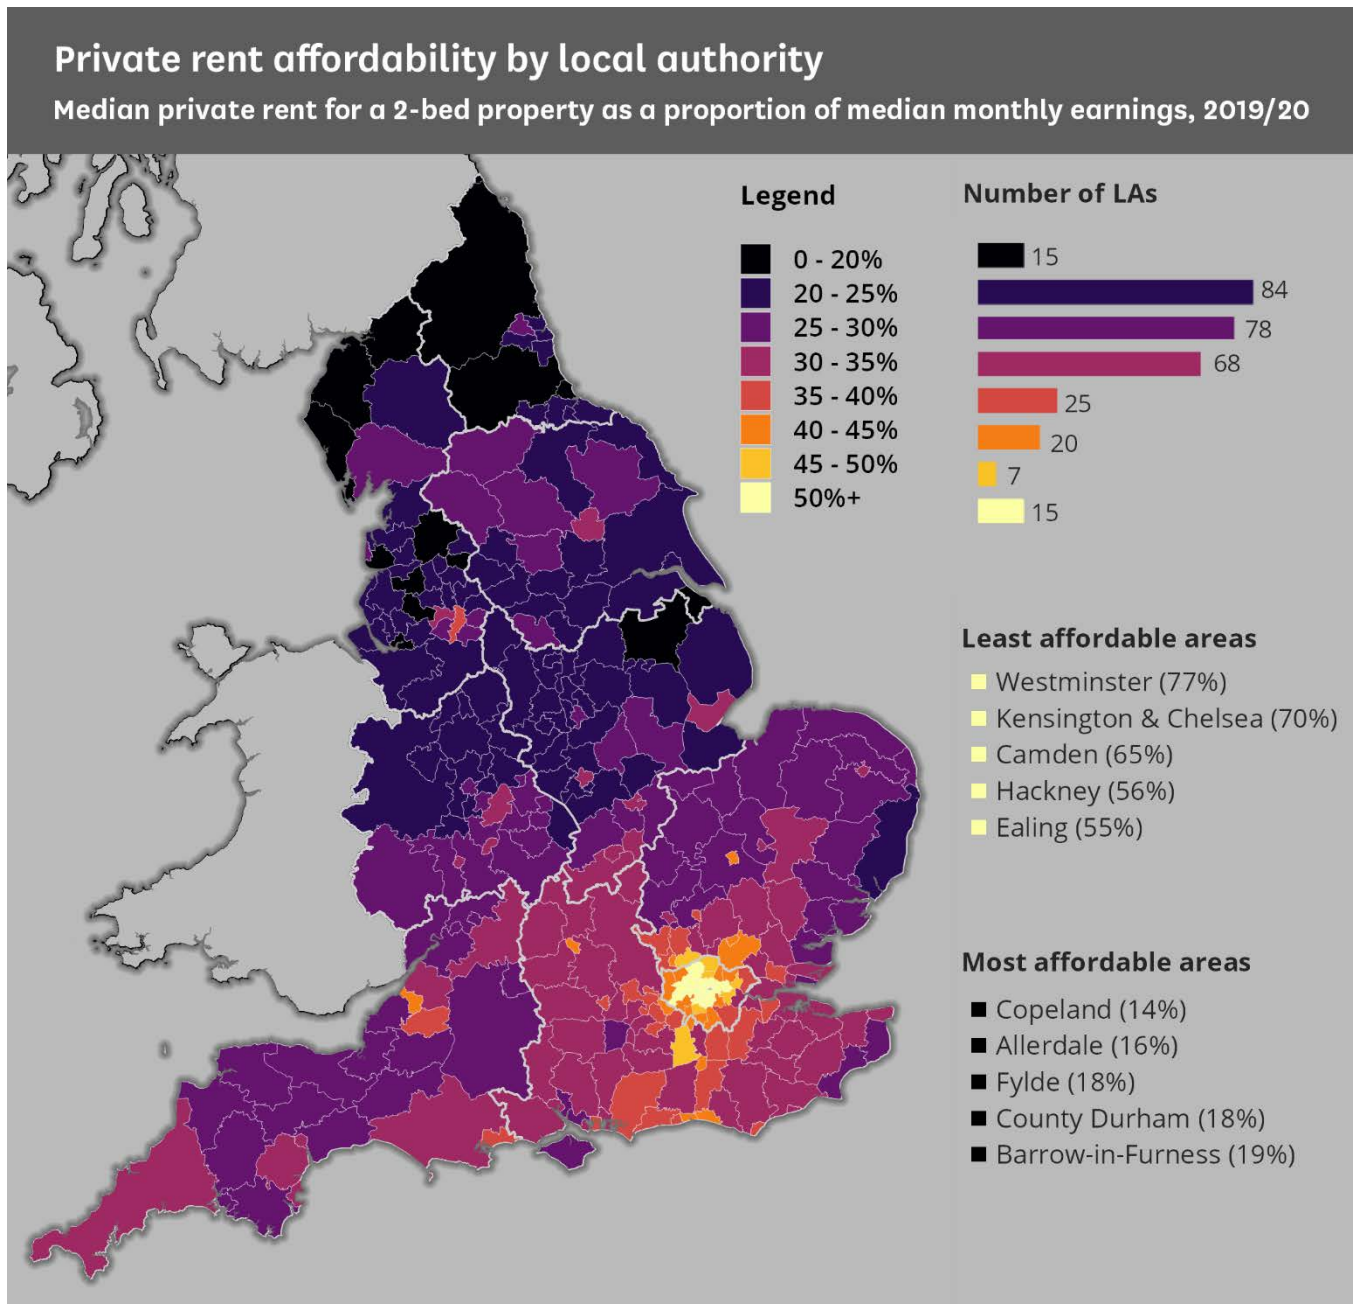 Private rent affordability by local authority
Median private rent for a 2-bed property as a proportion of median monthly earnings, 2019/20
Legend
0 - 20%
20 - 25%
25 - 30%
30 - 35%
35 - 40%
40 - 45%
45 - 50%
50%+
Number of LAs
15
84
78
68
25
20
7
15
Least affordable areas
Westminster (77%)
Kensington & Chelsea (70%)
Camden (65%)
Hackney (56%)
Ealing (55%)
Most affordable areas
Copeland (14%)
Allerdale (16%)
Fylde (18%)
County Durham (18%)
Barrow-in-Furness (19%)